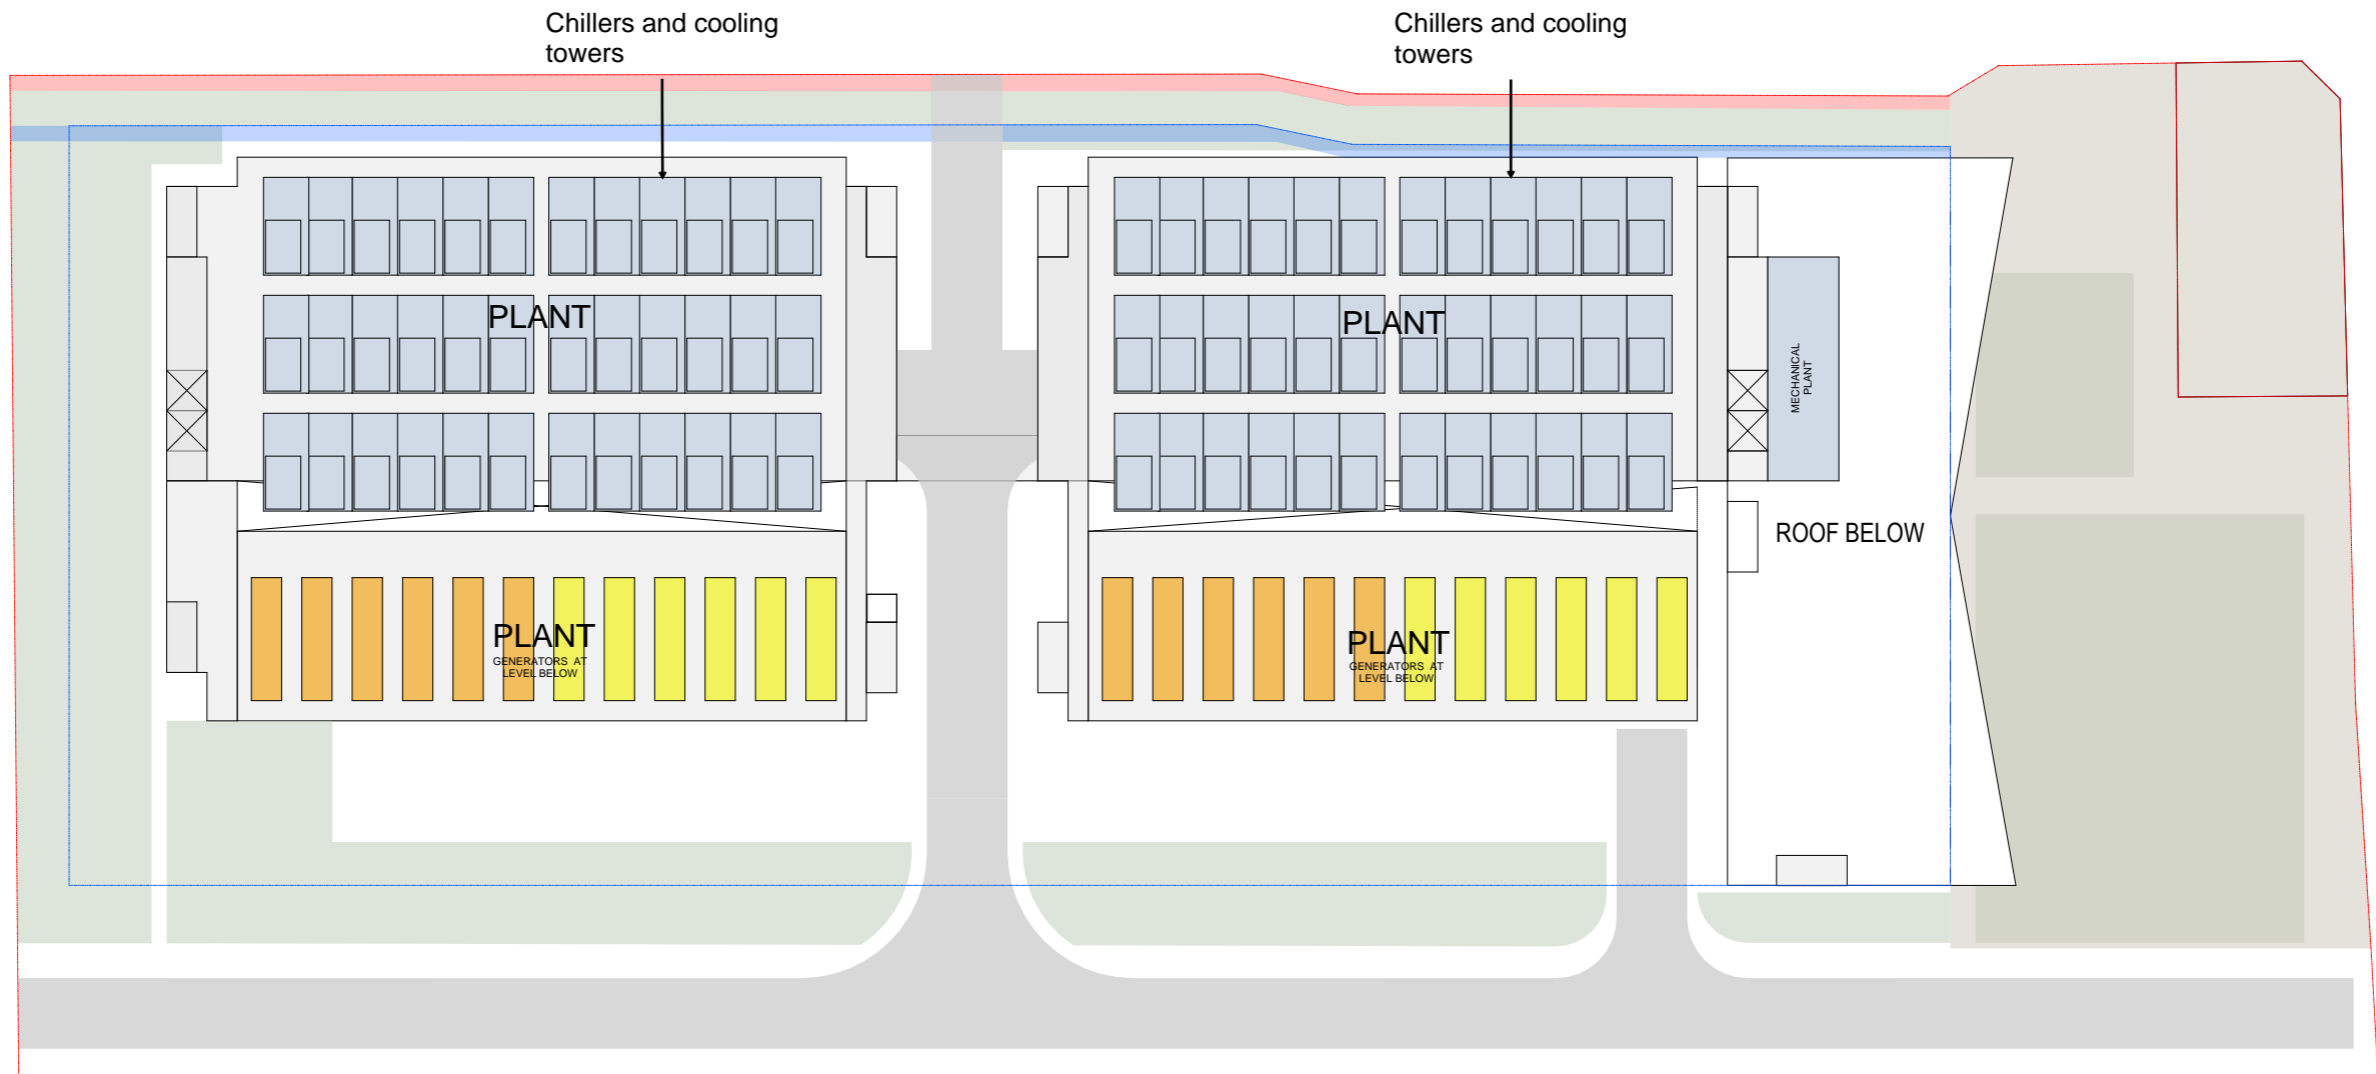 Chillers and cooling
towers
Chillers and cooling
towers
PLANT
PLANT
MECHANICAL
PLANT
ROOF BELOW
PLANT
GENERATORS AT
LEVEL BELOW
PLANT
GENERATORS AT
LEVEL BELOW